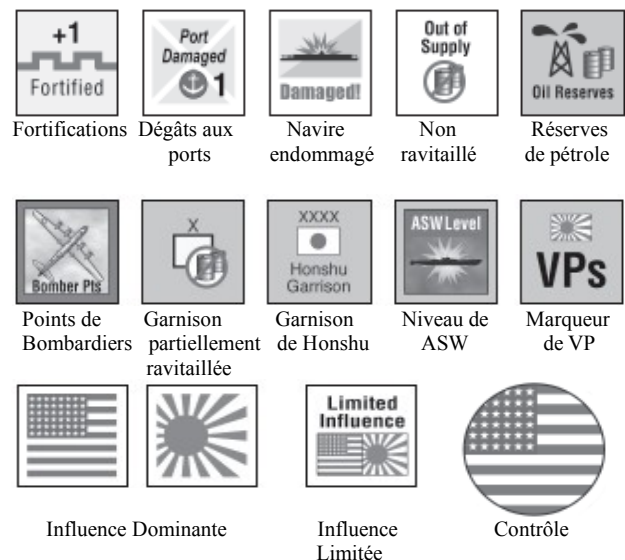 +1
Fortified
Port
Damaged
1
Damaged!
Out of
Supply
Oil Reserves
Fortifications Dégâts aux ports Navire endommagé Non ravitaillé Réserves de pétrole
Bomber Pts
X
XXXX
Honshu
Garrison
ASW Level
VPs
Points de Bombardiers Garnison partiellement ravitaillée Garnison de Honshu Niveau de ASW Marqueur de VP
Limited
Influence
Influence Dominante Influence Limitée Contrôle